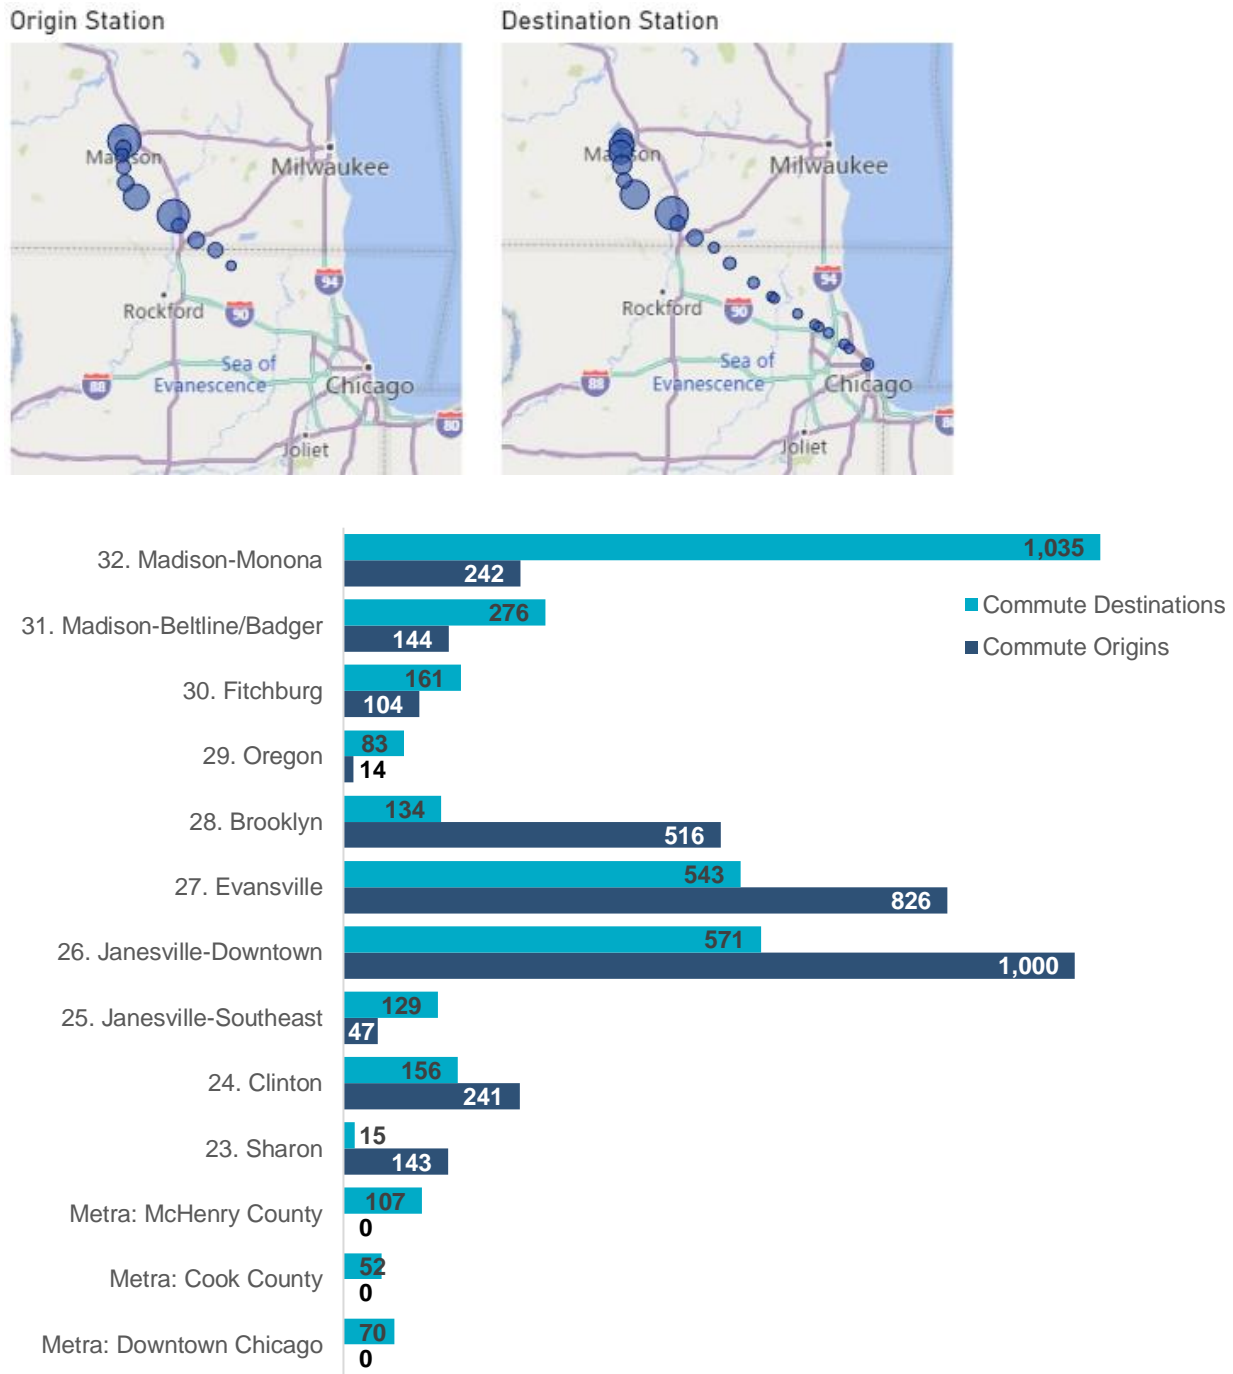 Origin Station
Destination Station
Madison
Milwaukee
94
Rockford
90
Sea of
Evanescence
88
Chicago
80
Joliet
Madison
Milwaukee
94
Rockford
90
Sea of
Evanescence
88
Chicago
Joliet
32. Madison-Monona
1,035
242
31. Madison-Beltline/Badger
276
144
30. Fitchburg
161
104
29. Oregon
83
14
28. Brooklyn
134
516
27. Evansville
543
826
26. Janesville-Downtown
571
1,000
25. Janesville-Southeast
129
47
24. Clinton
156
241
23. Sharon
15
143
Metra: McHenry County
107
0
Metra: Cook County
52
0
Metra: Downtown Chicago
70
0
Commute Destinations
Commute Origins